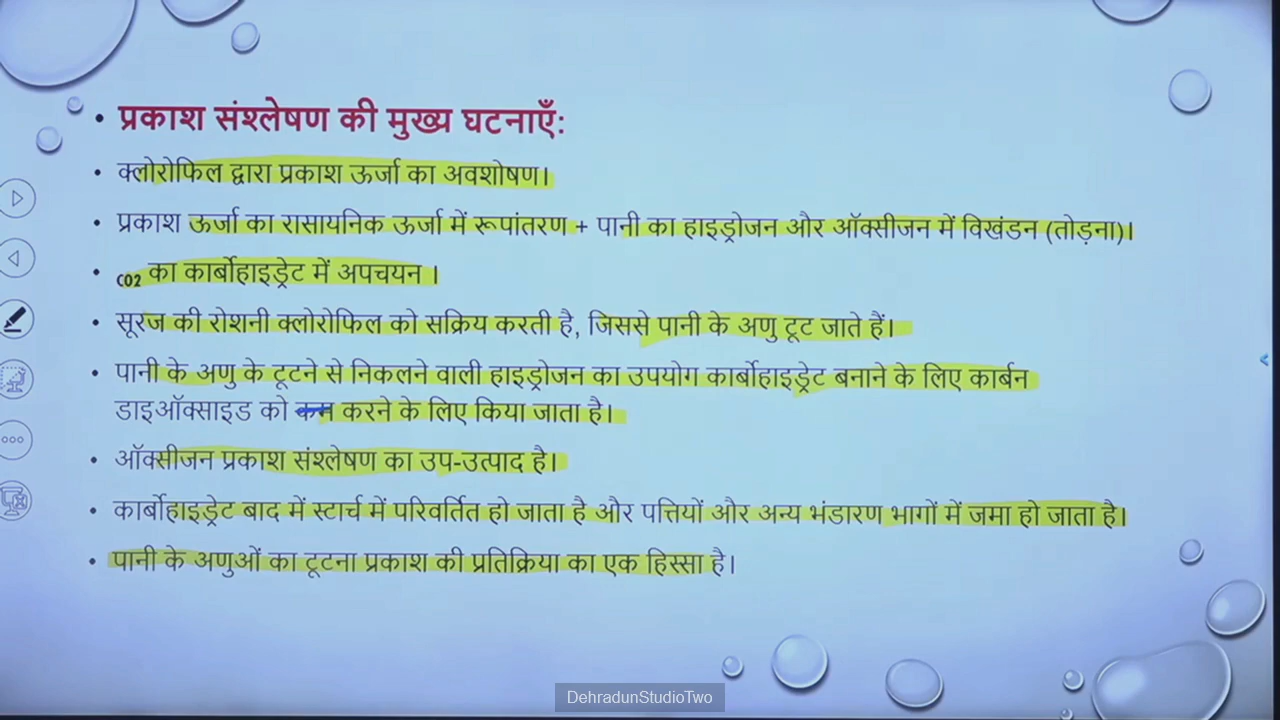 • प्रकाश संश्लेषण की मुख्य घटनाएँ:
• क्लोरोफिल द्वारा प्रकाश ऊर्जा का अवशोषण।
• प्रकाश ऊर्जा का रासायनिक ऊर्जा में रूपांतरण + पानी का हाइड्रोजन और ऑक्सीजन में विखंडन (तोड़ना)।
• CO2 का कार्बोहाइड्रेट में अपचयन ।
• सूरज की रोशनी क्लोरोफिल को सक्रिय करती है, जिससे पानी के अणु टूट जाते हैं।
• पानी के अणु के टूटने से निकलने वाली हाइड्रोजन का उपयोग कार्बोहाइड्रेट बनाने के लिए कार्बन
डाइऑक्साइड को कम करने के लिए किया जाता है।
• ऑक्सीजन प्रकाश संश्लेषण का उप-उत्पाद है।
• कार्बोहाइड्रेट बाद में स्टार्च में परिवर्तित हो जाता है और पत्तियों और अन्य भंडारण भागों में जमा हो जाता है।
• पानी के अणुओं का टूटना प्रकाश की प्रतिक्रिया का एक हिस्सा है।
DehradunStudioTwo